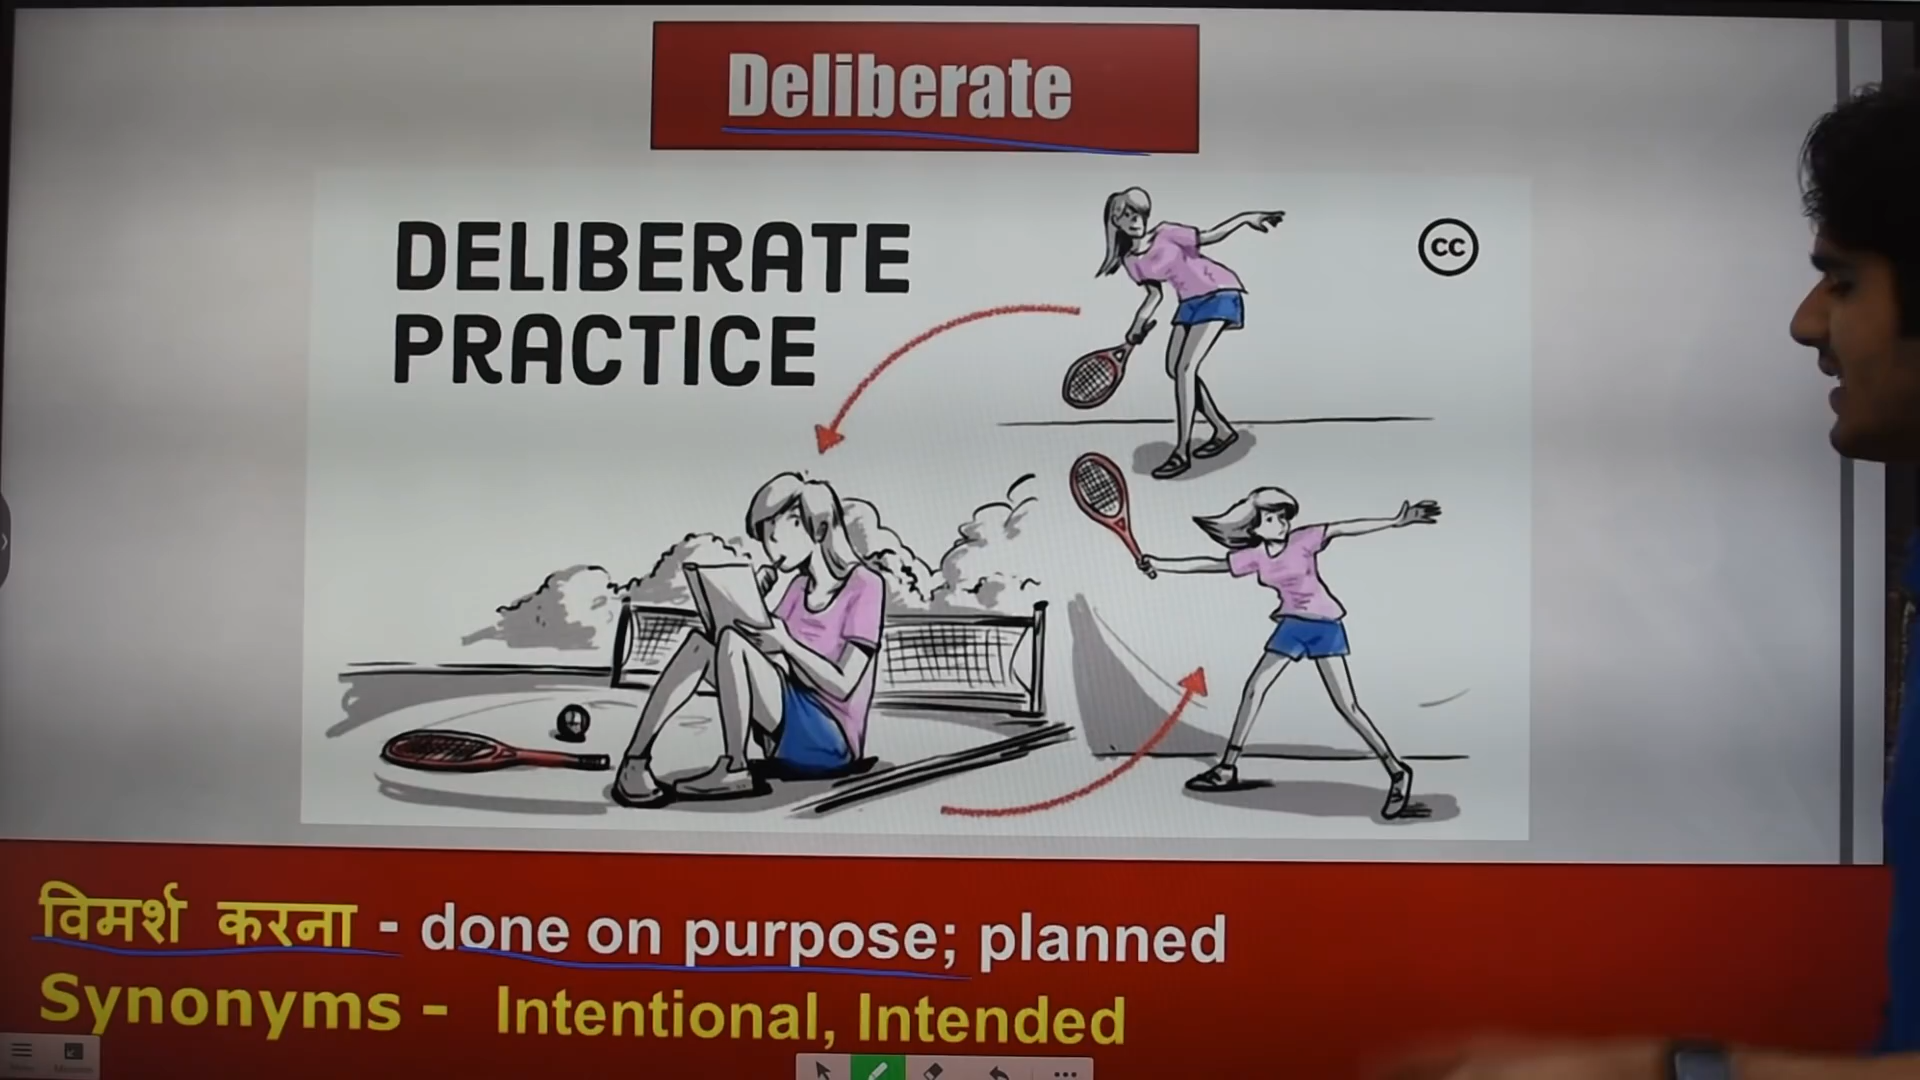 Deliberate
DELIBERATE
PRACTICE
cc
विमर्श करना - done on purpose; planned
Synonyms - Intentional, Intended